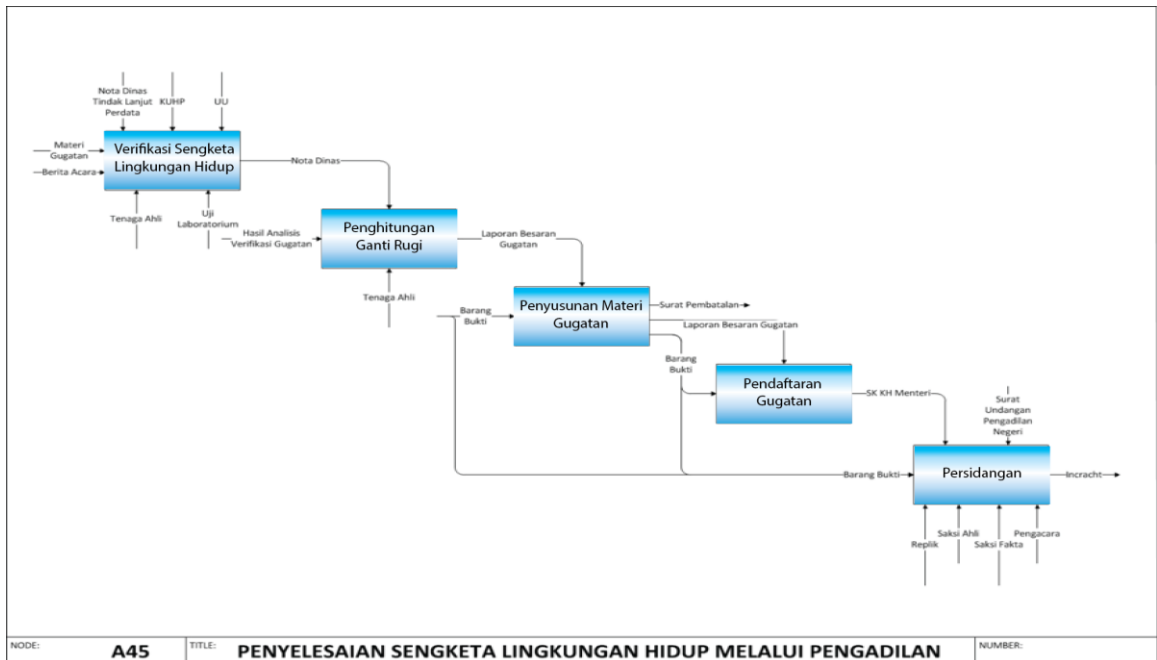 Nota Dinas
Tindak Lanjut
Perdata
KUHP
UU
Materi
Gugatan
Berita Acara
Verifikasi Sengketa
Lingkungan Hidup
Nota Dinas
Tenaga Ahli
Uji
Laboratorium
Hasil Analisis
Verifikasi Gugatan
Penghitungan
Ganti Rugi
Laporan Besaran
Gugatan
Tenaga Ahli
Barang
Bukti
Penyusunan Materi
Gugatan
Surat Pembatalan
Laporan Besaran Gugatan
Barang
Bukti
Pendaftaran
Gugatan
SK KH Menteri
Surat
Undangan
Pengadilan
Negeri
Barang Bukti
Persidangan
Incracht
Replik
Saksi Ahli
Saksi Fakta
Pengacara
NODE:
A45
TITLE:
PENYELESAIAN SENGKETA LINGKUNGAN HIDUP MELALUI PENGADILAN
NUMBER: